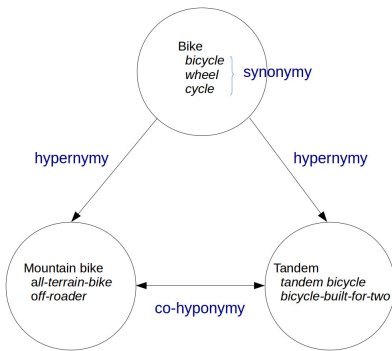 Bike
bicycle
wheel
cycle
synonymy
hypernymy
hypernymy
Mountain bike
all-terrain-bike
off-roader
Tandem
tandem bicycle
bicycle-built-for-two
co-hyponymy